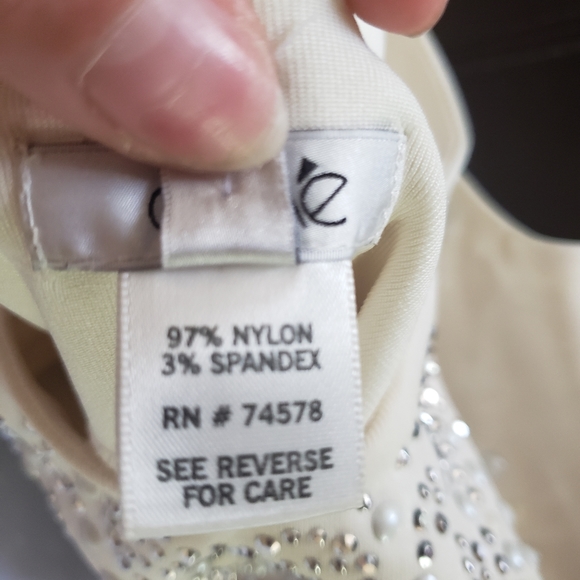 97% NYLON
3% SPANDEX
RN # 74578
SEE REVERSE
FOR CARE